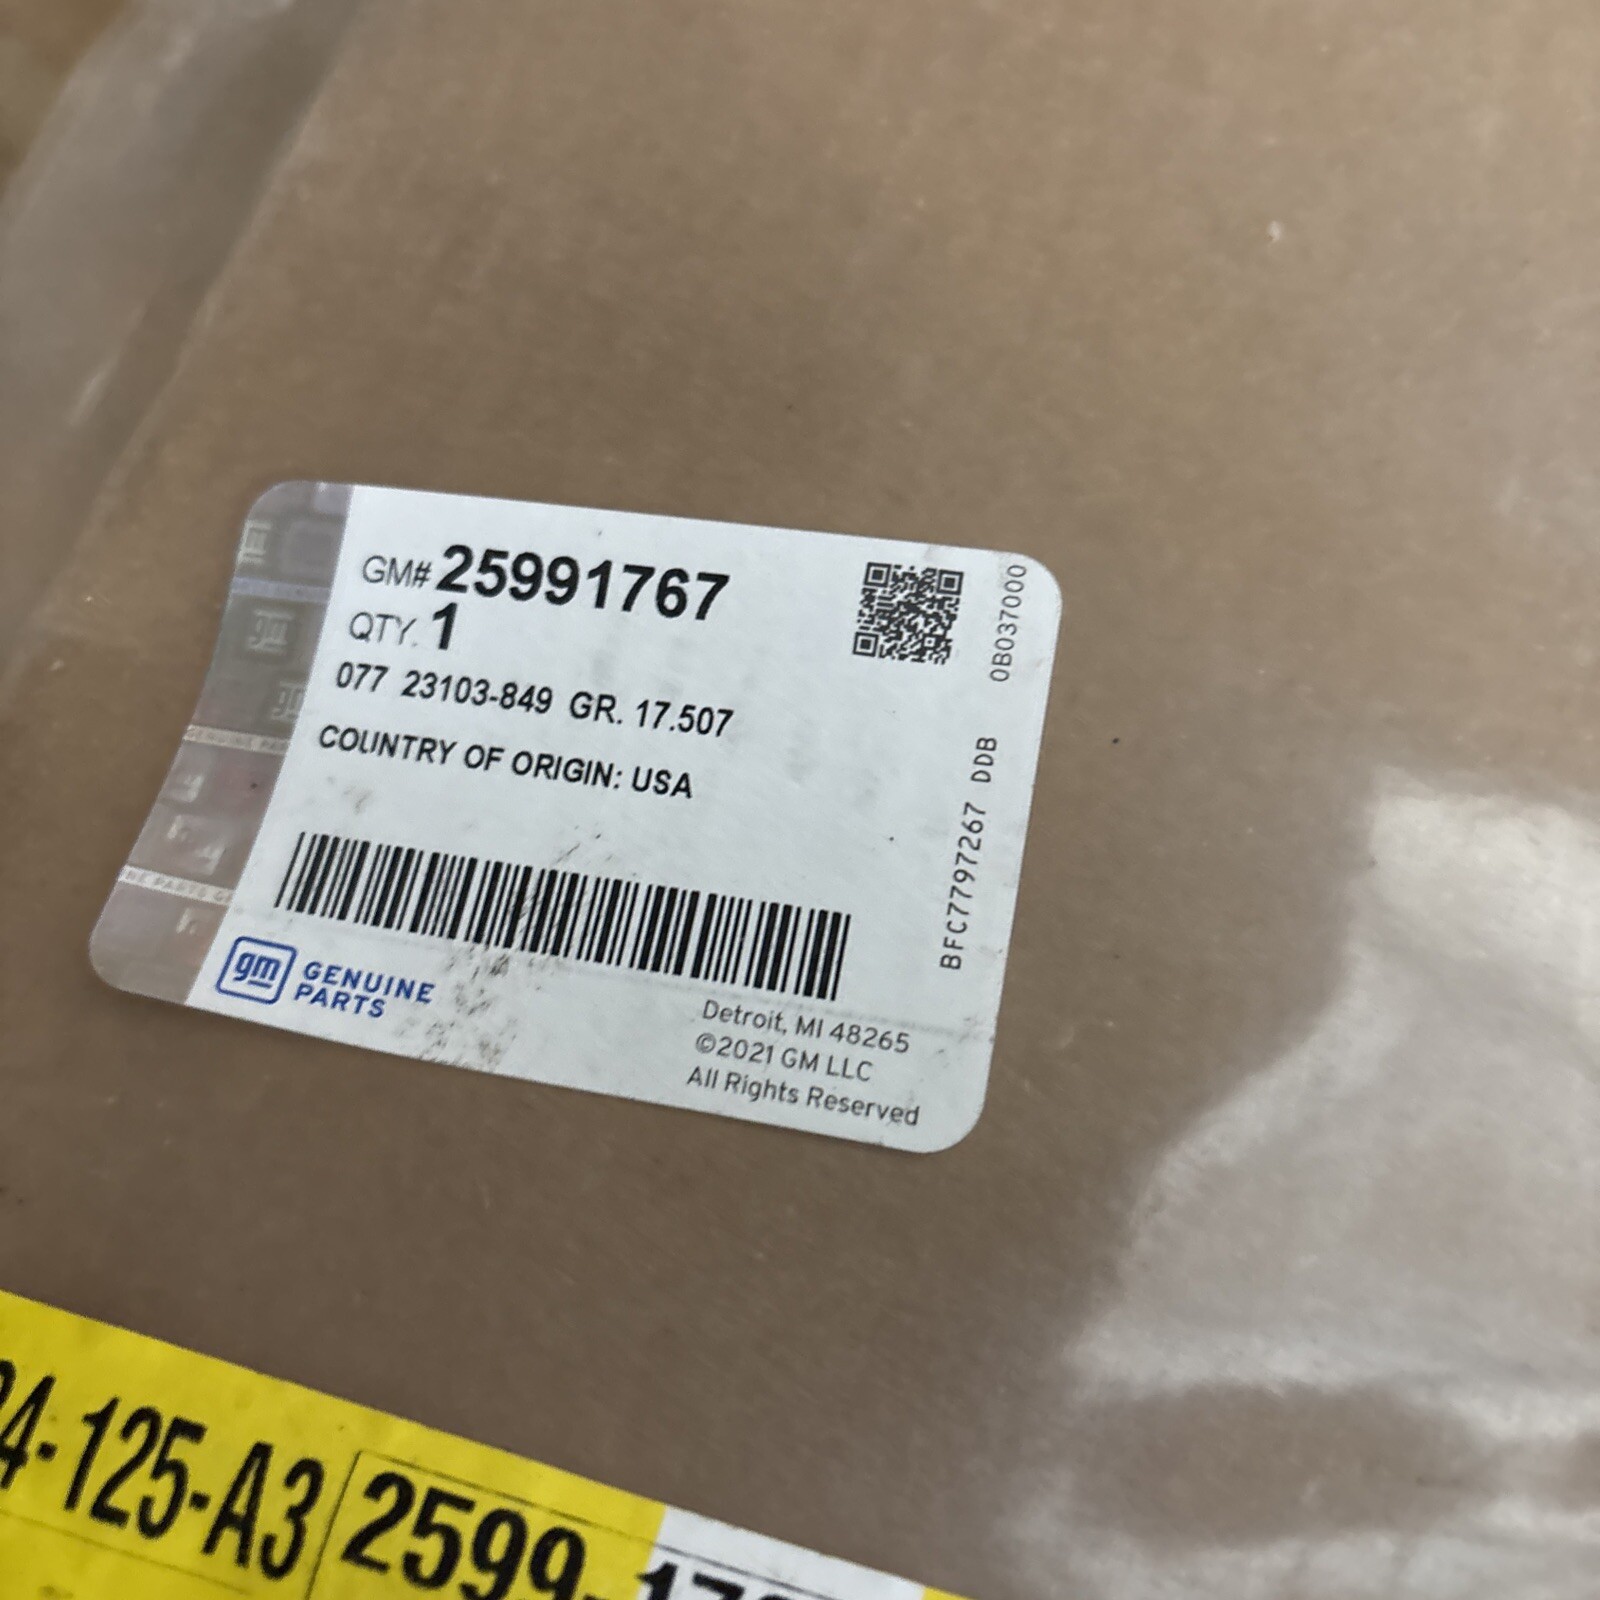 GM# 25991767
QTY. 1
077 23103-849 GR. 17.507
COUNTRY OF ORIGIN: USA
gm GENUINE
PARTS
Detroit, MI 48265
©2021 GM LLC
All Rights Reserved
0B037000
BFC7797267 DDB
4-125-A3
2599-17